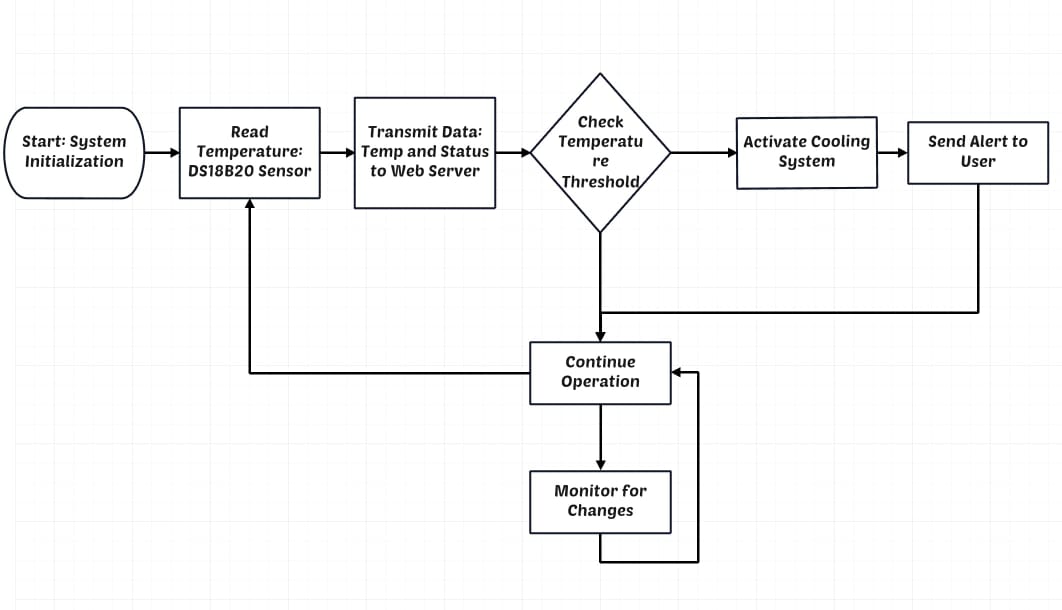 Start: System
Initialization
Read
Temperature:
DS18B20 Sensor
Transmit Data:
Temp and Status
to Web Server
Check
Temperatu
re
Threshold
Activate Cooling
System
Send Alert to
User
Continue
Operation
Monitor for
Changes